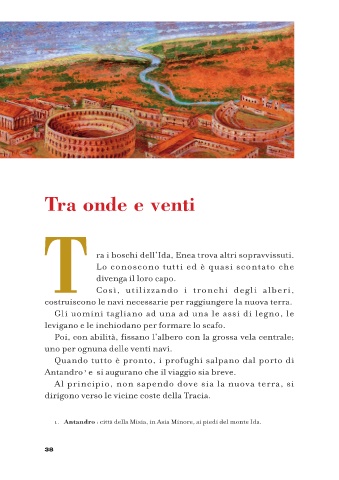 Tra onde e venti
Tra i boschi dell'Ida, Enea trova altri sopravvissuti.
Lo conoscono tutti ed è quasi scontato che
divenga il loro capo.
Così, utilizzando i tronchi degli alberi,
costruiscono le navi necessarie per raggiungere la nuova terra.
Gli uomini tagliano ad una ad una le assi di legno, le
levigano e le inchiodano per formare lo scafo.
Poi, con abilità, fissano l'albero con la grossa vela centrale:
uno per ognuna delle venti navi.
Quando tutto è pronto, i profughi salpano dal porto di
Antandro¹ e si augurano che il viaggio sia breve.
Al principio, non sapendo dove sia la nuova terra, si
dirigono verso le vicine coste della Tracia.
1. Antandro : città della Misia, in Asia Minore, ai piedi del monte Ida.
38